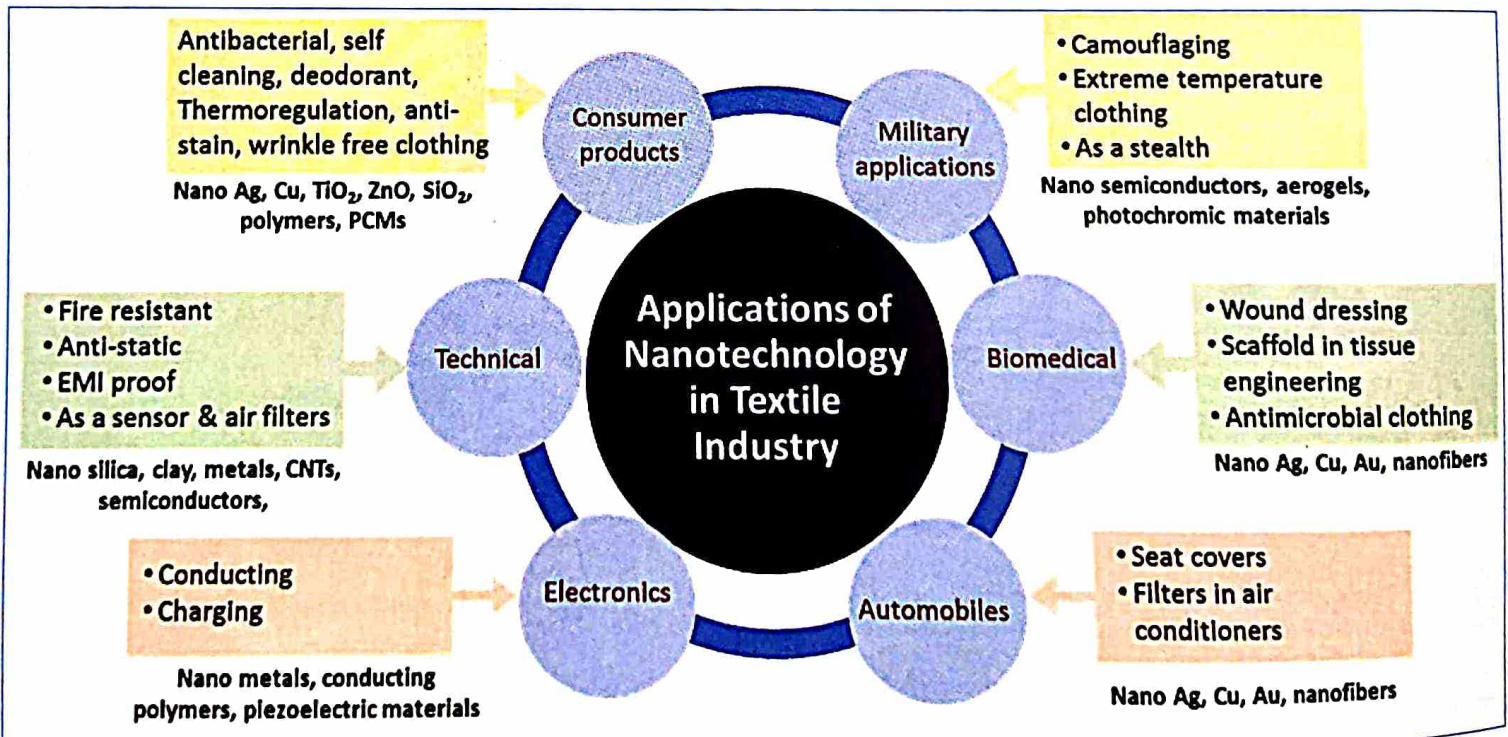 Antibacterial, self
cleaning, deodorant,
Thermoregulation, anti-
stain, wrinkle free clothing
Nano Ag, Cu, TiO₂, ZnO, SiO₂,
polymers, PCMs
Consumer
products
Military
applications
• Camouflaging
• Extreme temperature
clothing
• As a stealth
Nano semiconductors, aerogels,
photochromic materials
• Fire resistant
• Anti-static
• EMI proof
• As a sensor & air filters
Nano silica, clay, metals, CNTs,
semiconductors,
Technical
Applications of
Nanotechnology
in Textile
Industry
Biomedical
• Wound dressing
• Scaffold in tissue
engineering
• Antimicrobial clothing
Nano Ag, Cu, Au, nanofibers
• Conducting
• Charging
Nano metals, conducting
polymers, piezoelectric materials
Electronics
Automobiles
• Seat covers
• Filters in air
conditioners
Nano Ag, Cu, Au, nanofibers